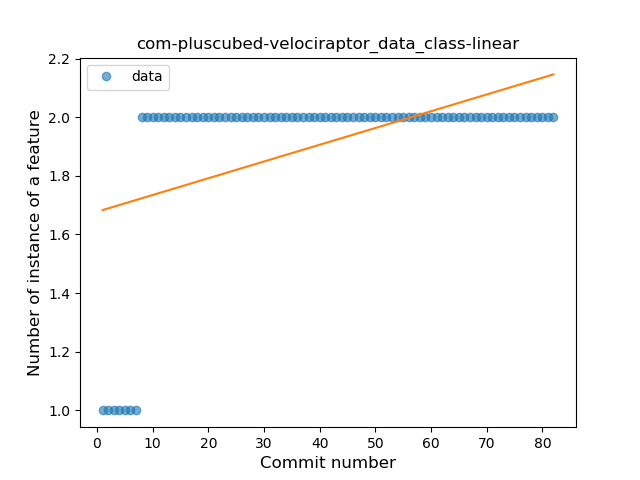 com-pluscubed-velociraptor_data_class-linear
data
Number of instance of a feature
2.2
2.0
1.8
1.6
1.4
1.2
1.0
0 10 20 30 40 50 60 70 80
Commit number